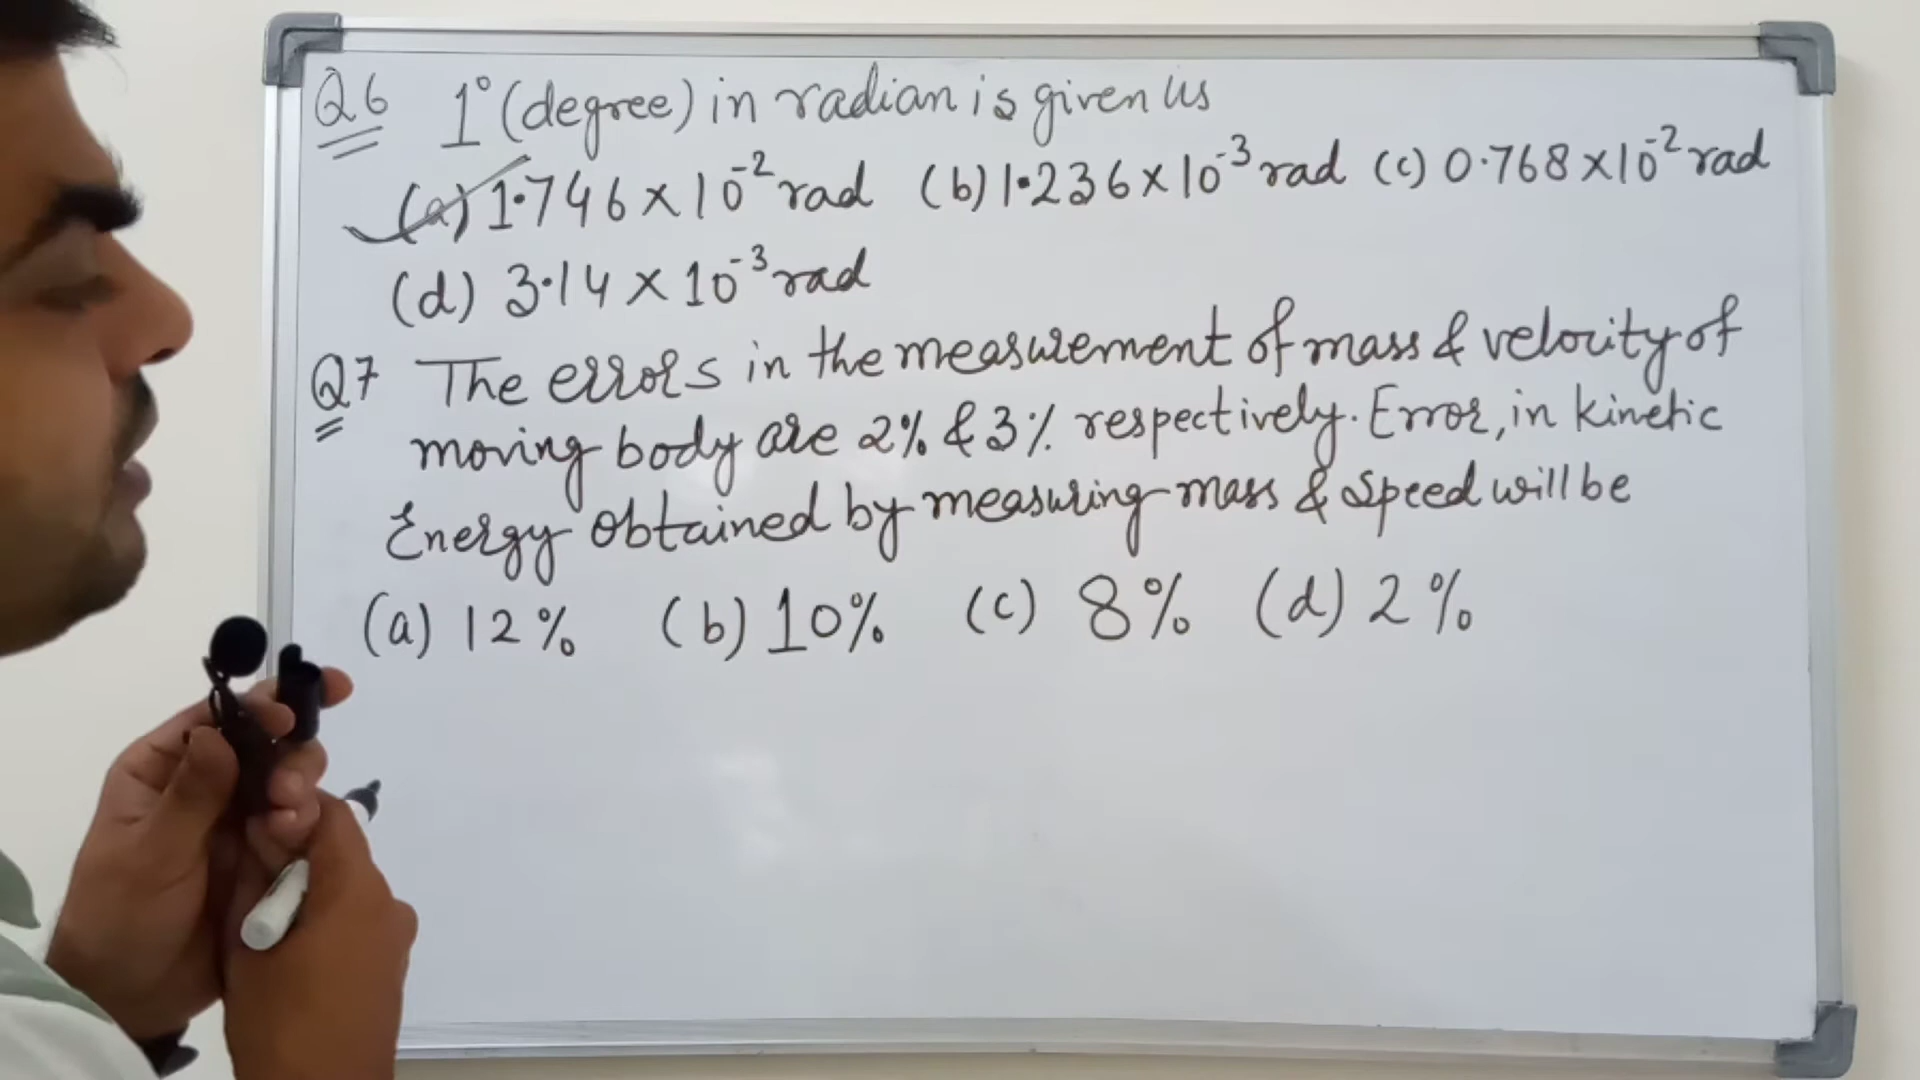 Q6 1° (degree) in radian is given us
(a) 1.746 × 10⁻² rad (b) 1.236 × 10⁻³ rad (c) 0.768 × 10⁻² rad
(d) 3.14 × 10⁻³ rad
Q7 The errors in the measurement of mass & velocity of
moving body are 2% & 3% respectively. Error, in kinetic
Energy obtained by measuring mass & speed will be
(a) 12% (b) 10% (c) 8% (d) 2%